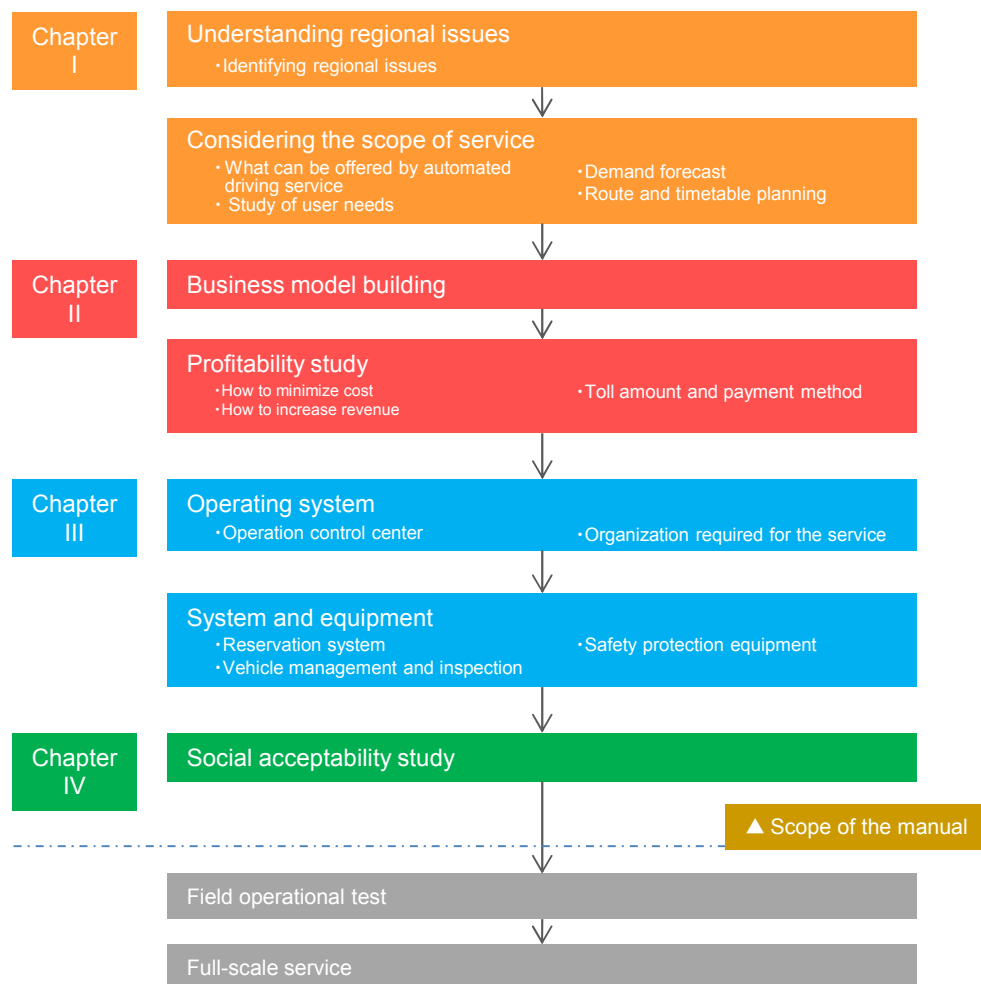 Chapter
I
Understanding regional issues
・Identifying regional issues
Considering the scope of service
・What can be offered by automated
driving service
・Study of user needs
・Demand forecast
・Route and timetable planning
Chapter
II
Business model building
Profitability study
・How to minimize cost
・How to increase revenue
・Toll amount and payment method
Chapter
III
Operating system
・Operation control center
・Organization required for the service
System and equipment
・Reservation system
・Vehicle management and inspection
・Safety protection equipment
Chapter
IV
Social acceptability study
▲ Scope of the manual
Field operational test
Full-scale service